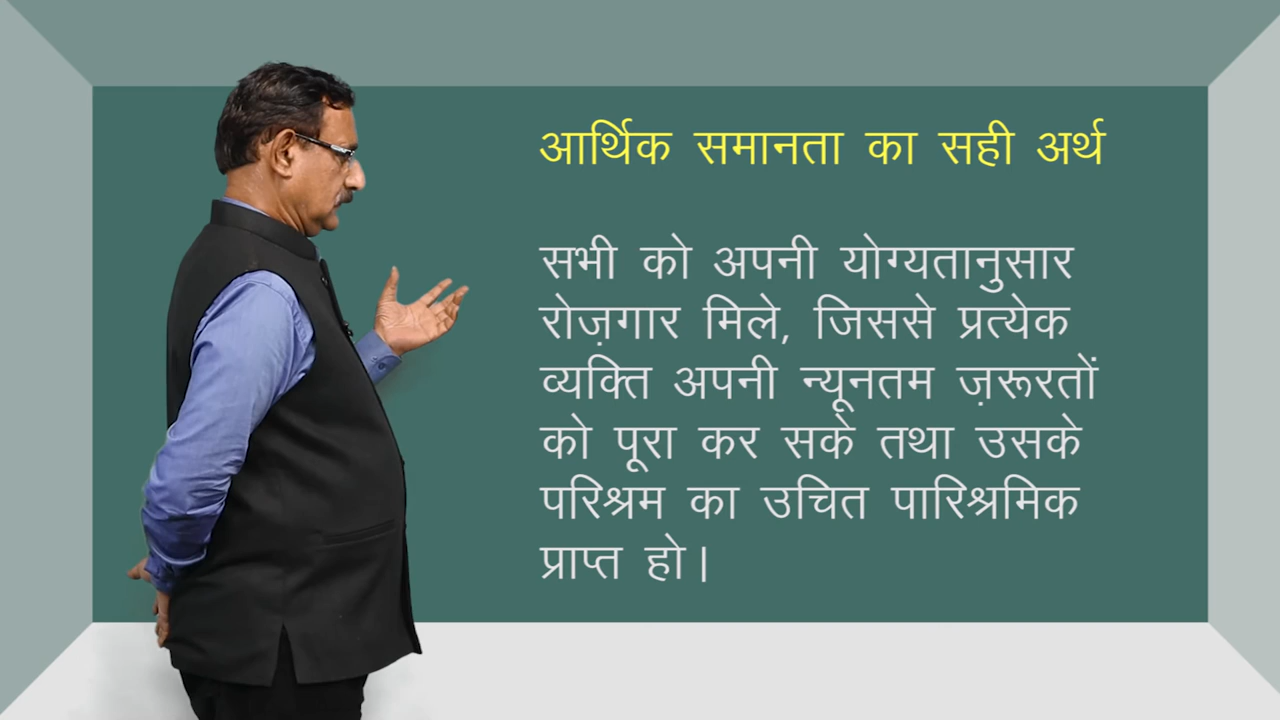 आर्थिक समानता का सही अर्थ
सभी को अपनी योग्यतानुसार
रोज़गार मिले, जिससे प्रत्येक
व्यक्ति अपनी न्यूनतम ज़रूरतों
को पूरा कर सके तथा उसके
परिश्रम का उचित पारिश्रमिक
प्राप्त हो।